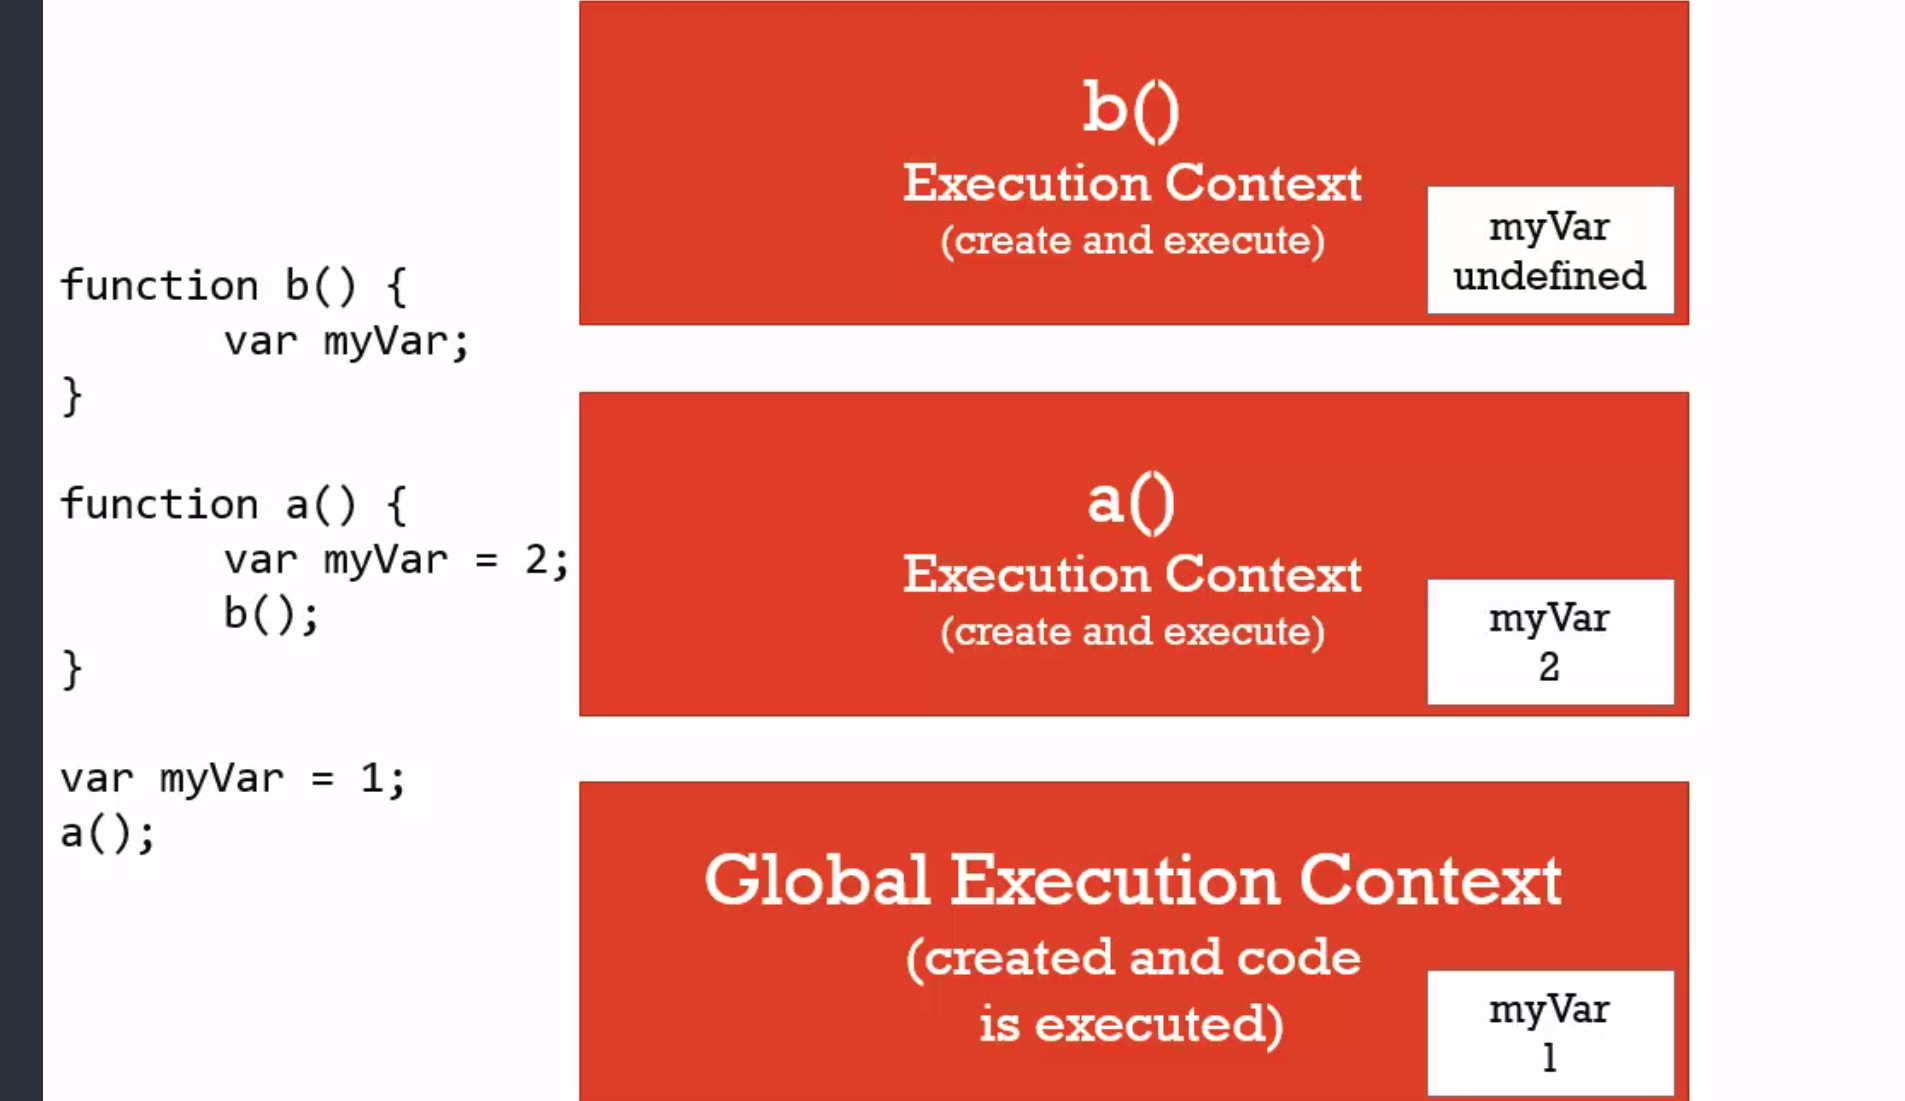 function b() {
var myVar;
}
function a() {
var myVar = 2;
b();
}
var myVar = 1;
a();
b()
Execution Context
(create and execute)
myVar
undefined
a()
Execution Context
(create and execute)
myVar
2
Global Execution Context
(created and code
is executed)
myVar
1